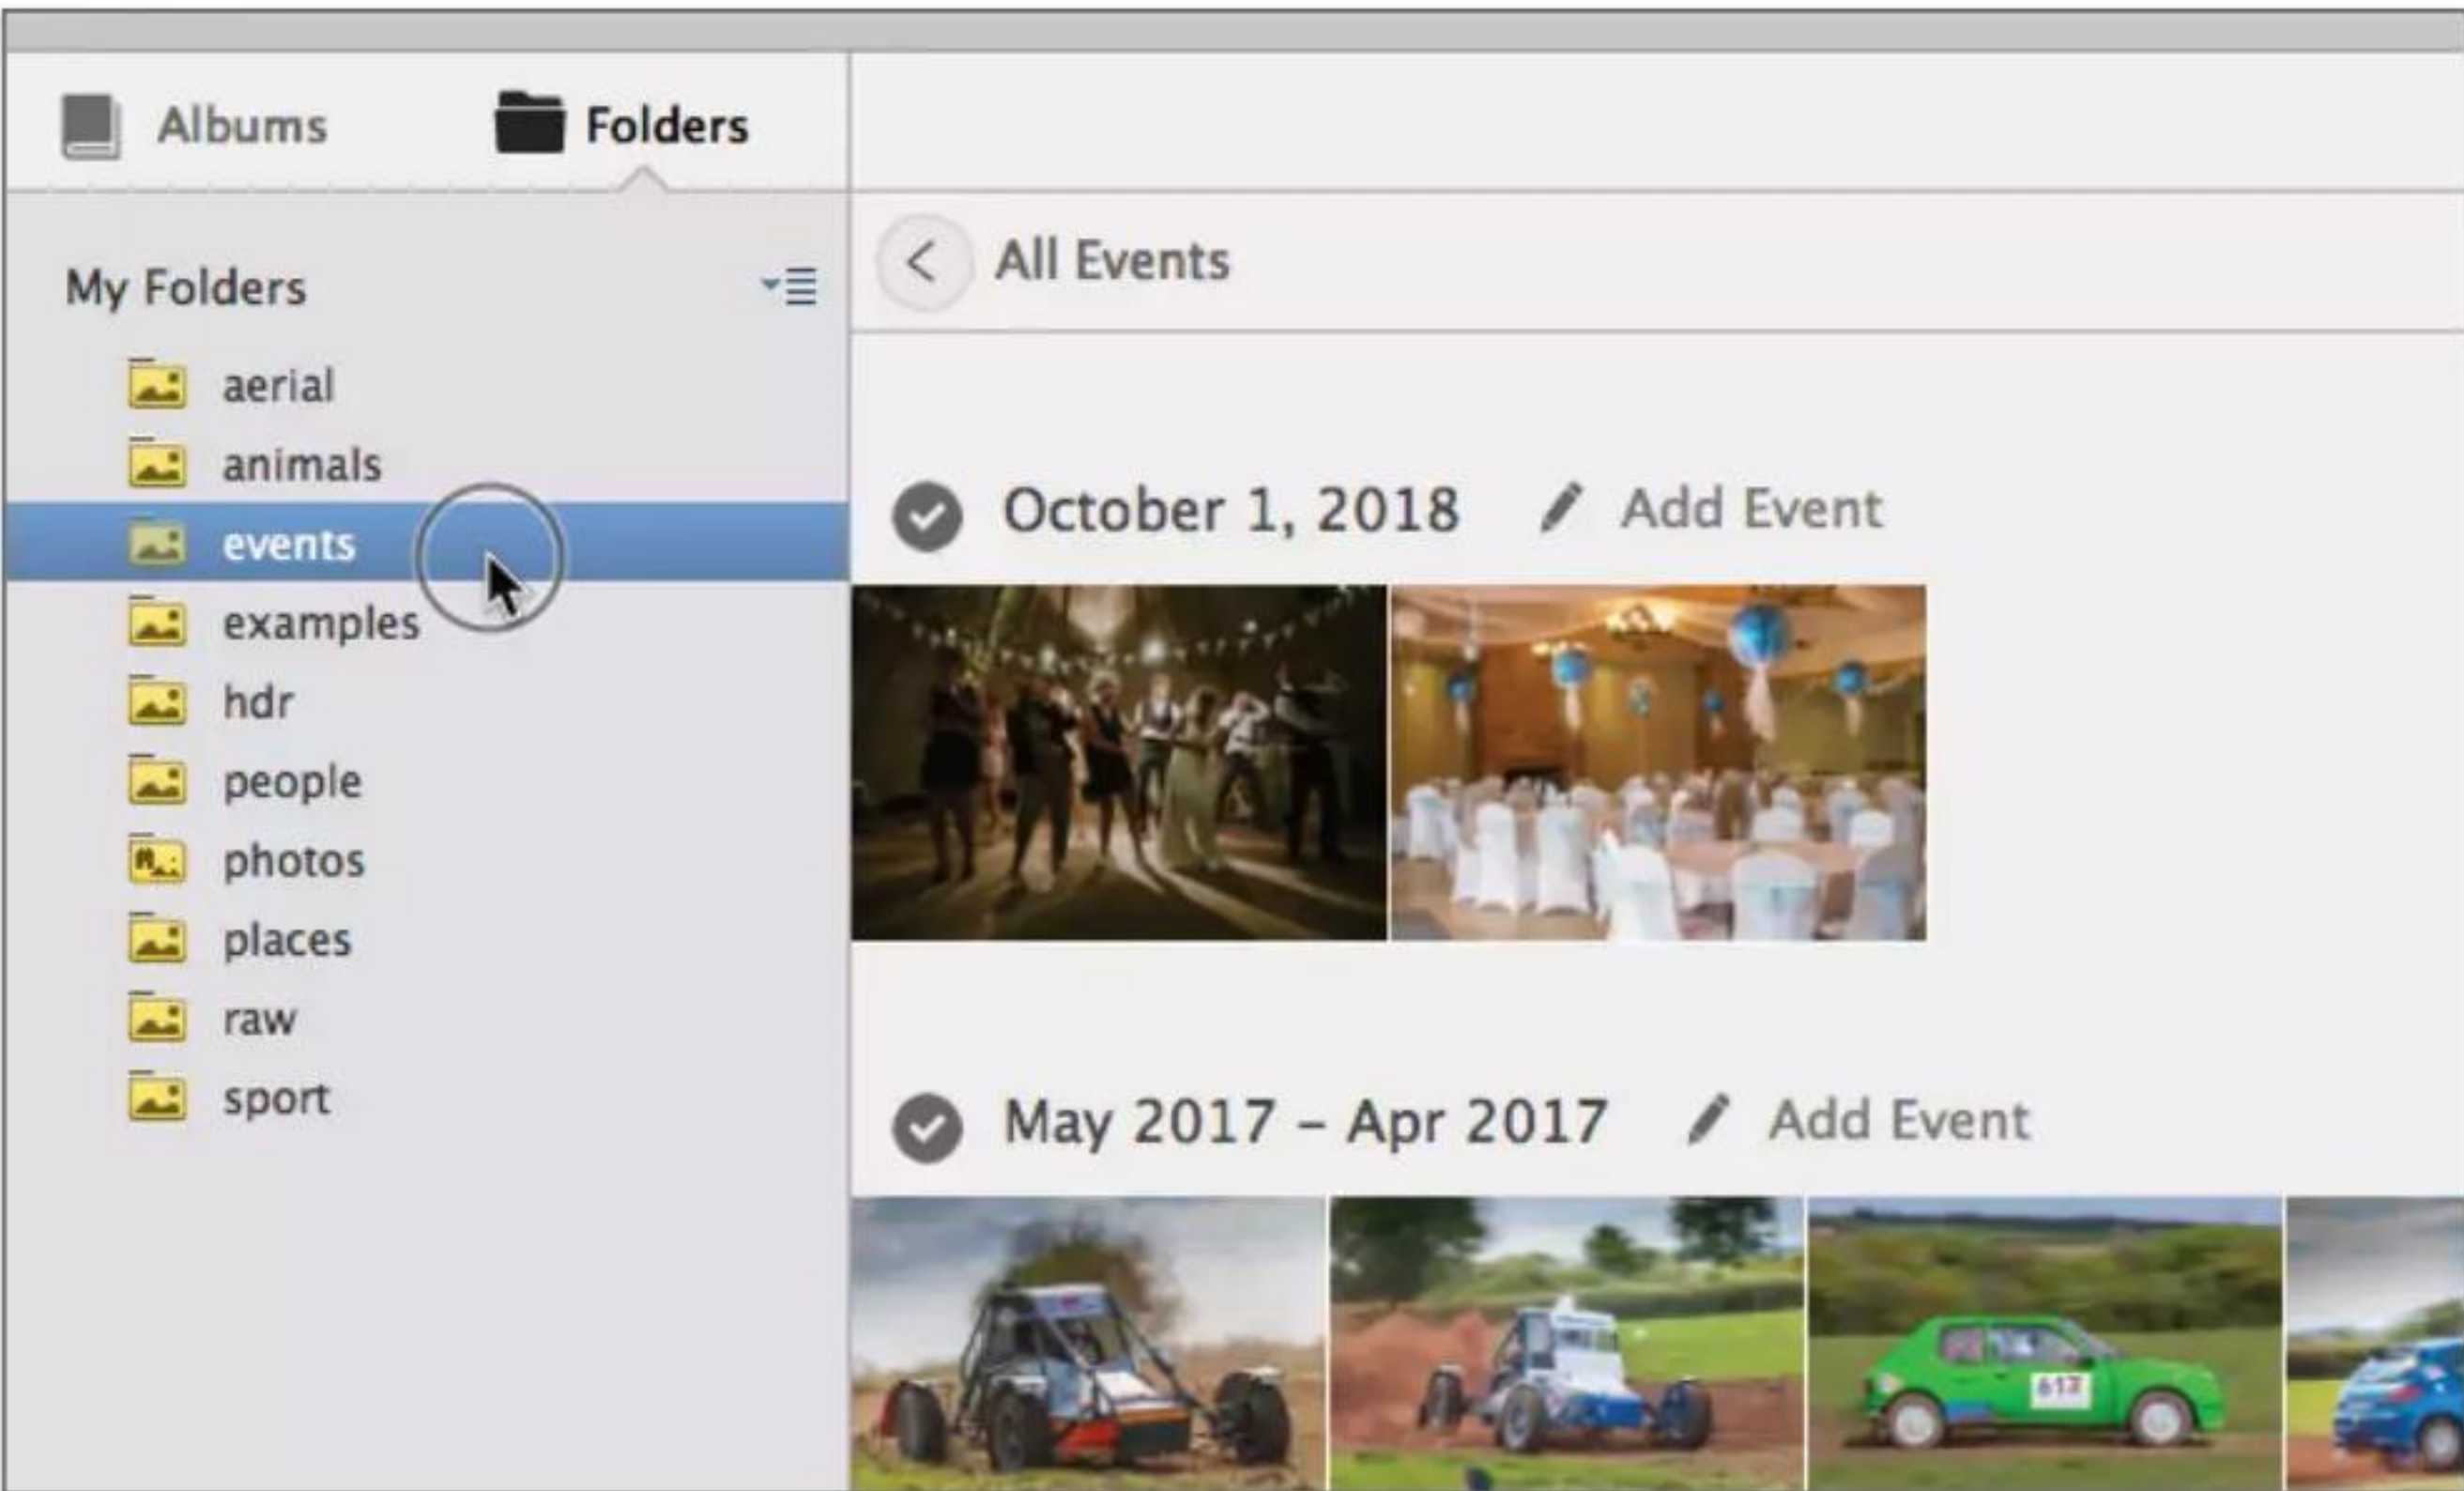 Albums
Folders
My Folders
aerial
animals
events
examples
hdr
people
photos
places
raw
sport
All Events
October 1, 2018 Add Event
May 2017 – Apr 2017 Add Event